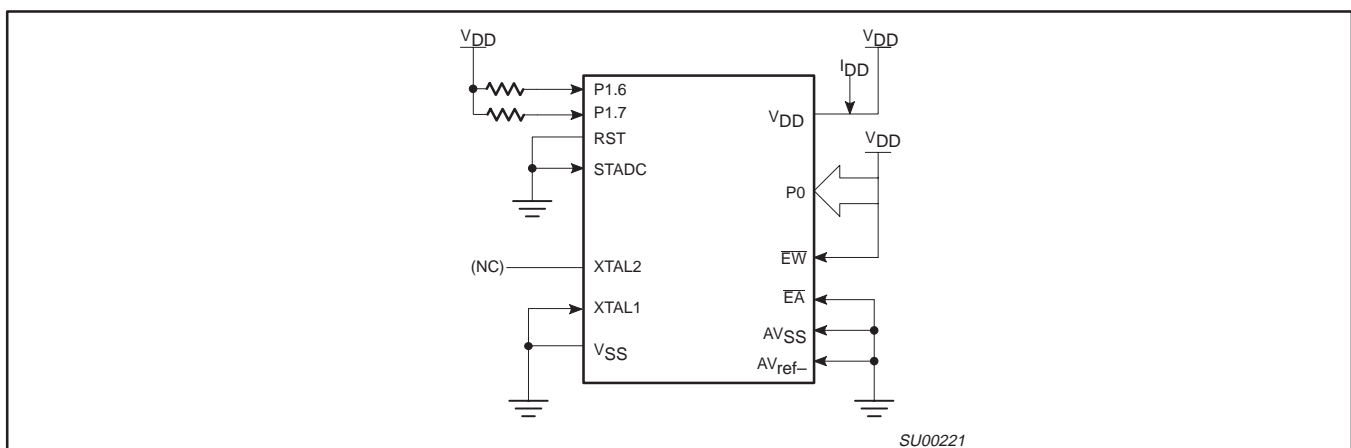 VDD
P1.6
P1.7
RST
STADC
(NC)
XTAL2
XTAL1
VSS
VDD
IDD
VDD
VDD
P0
EW
EA
AVSS
AVref–
SU00221